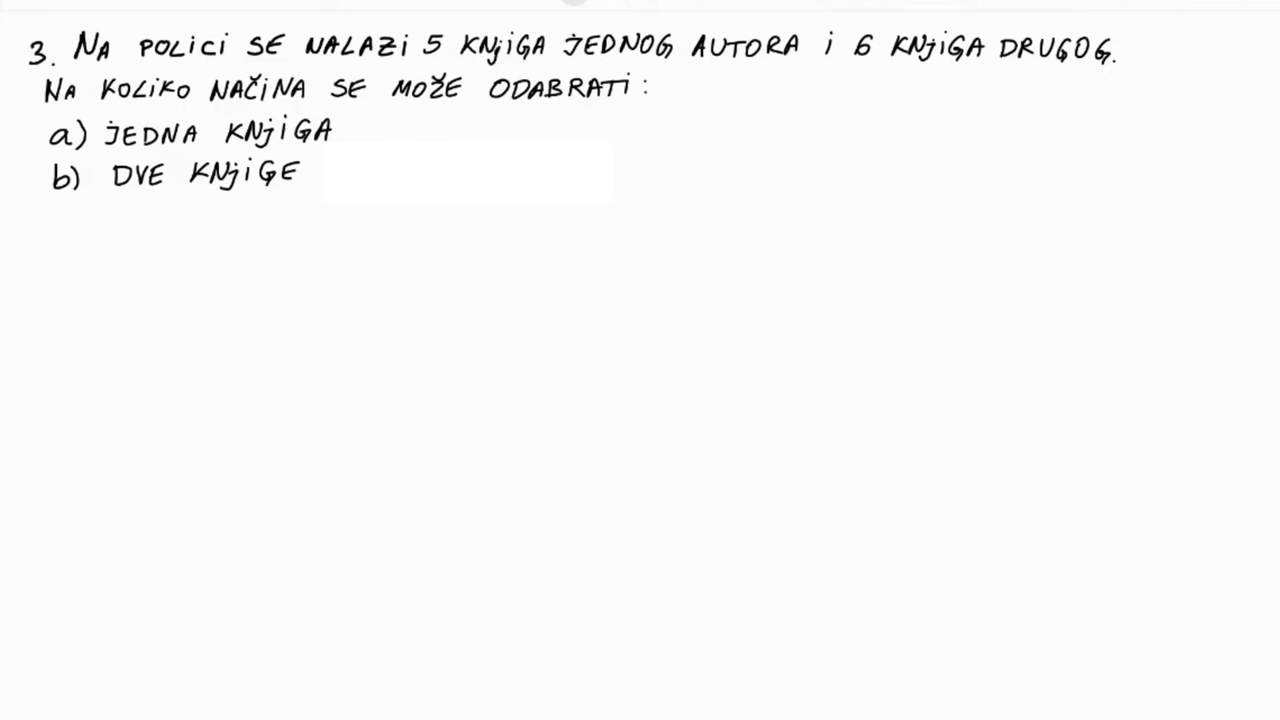 3. NA POLICI SE NALAZI 5 KNJIGA JEDNOG AUTORA I 6 KNJIGA DRUGOG.
NA KOLIKO NAČINA SE MOŽE ODABRATI:
a) JEDNA KNJIGA
b) DVE KNJIGE